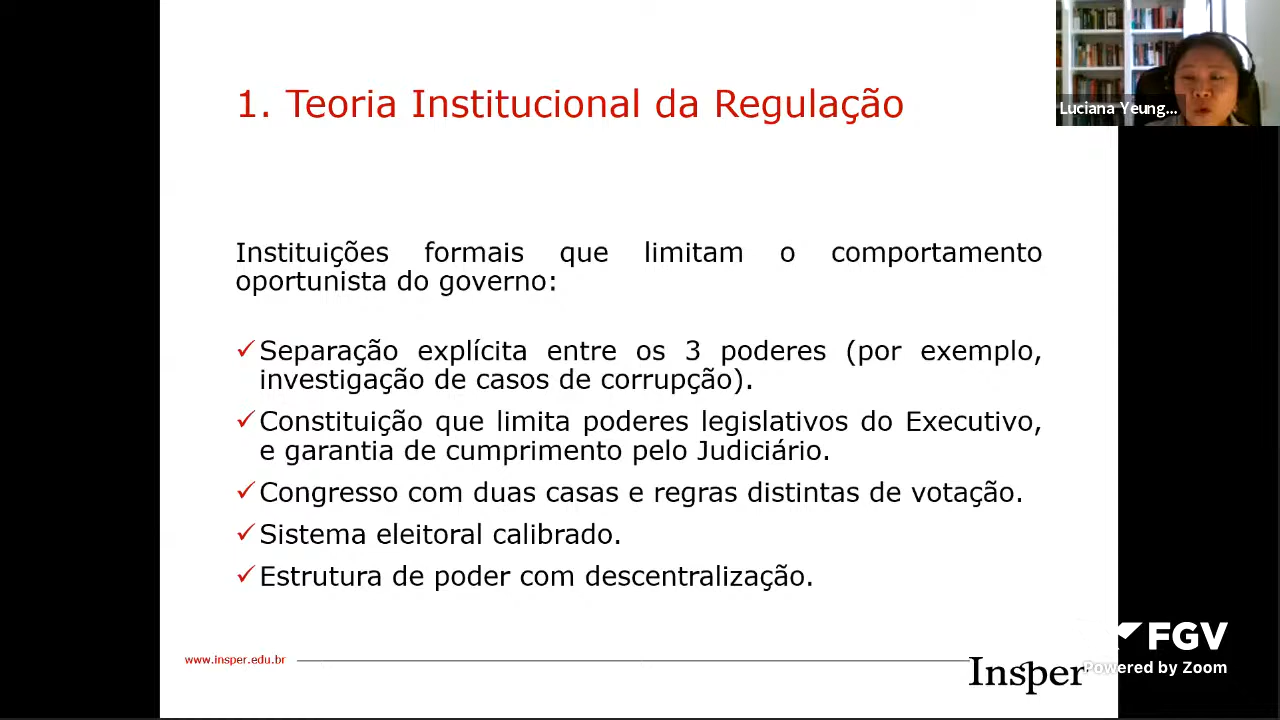 1. Teoria Institucional da Regulação
Luciana Yeung...
Instituições formais que limitam o comportamento
oportunista do governo:
✓Separação explícita entre os 3 poderes (por exemplo,
investigação de casos de corrupção).
✓Constituição que limita poderes legislativos do Executivo,
e garantia de cumprimento pelo Judiciário.
✓Congresso com duas casas e regras distintas de votação.
✓Sistema eleitoral calibrado.
✓Estrutura de poder com descentralização.
FGV
www.insper.edu.br
Insper
Powered by Zoom